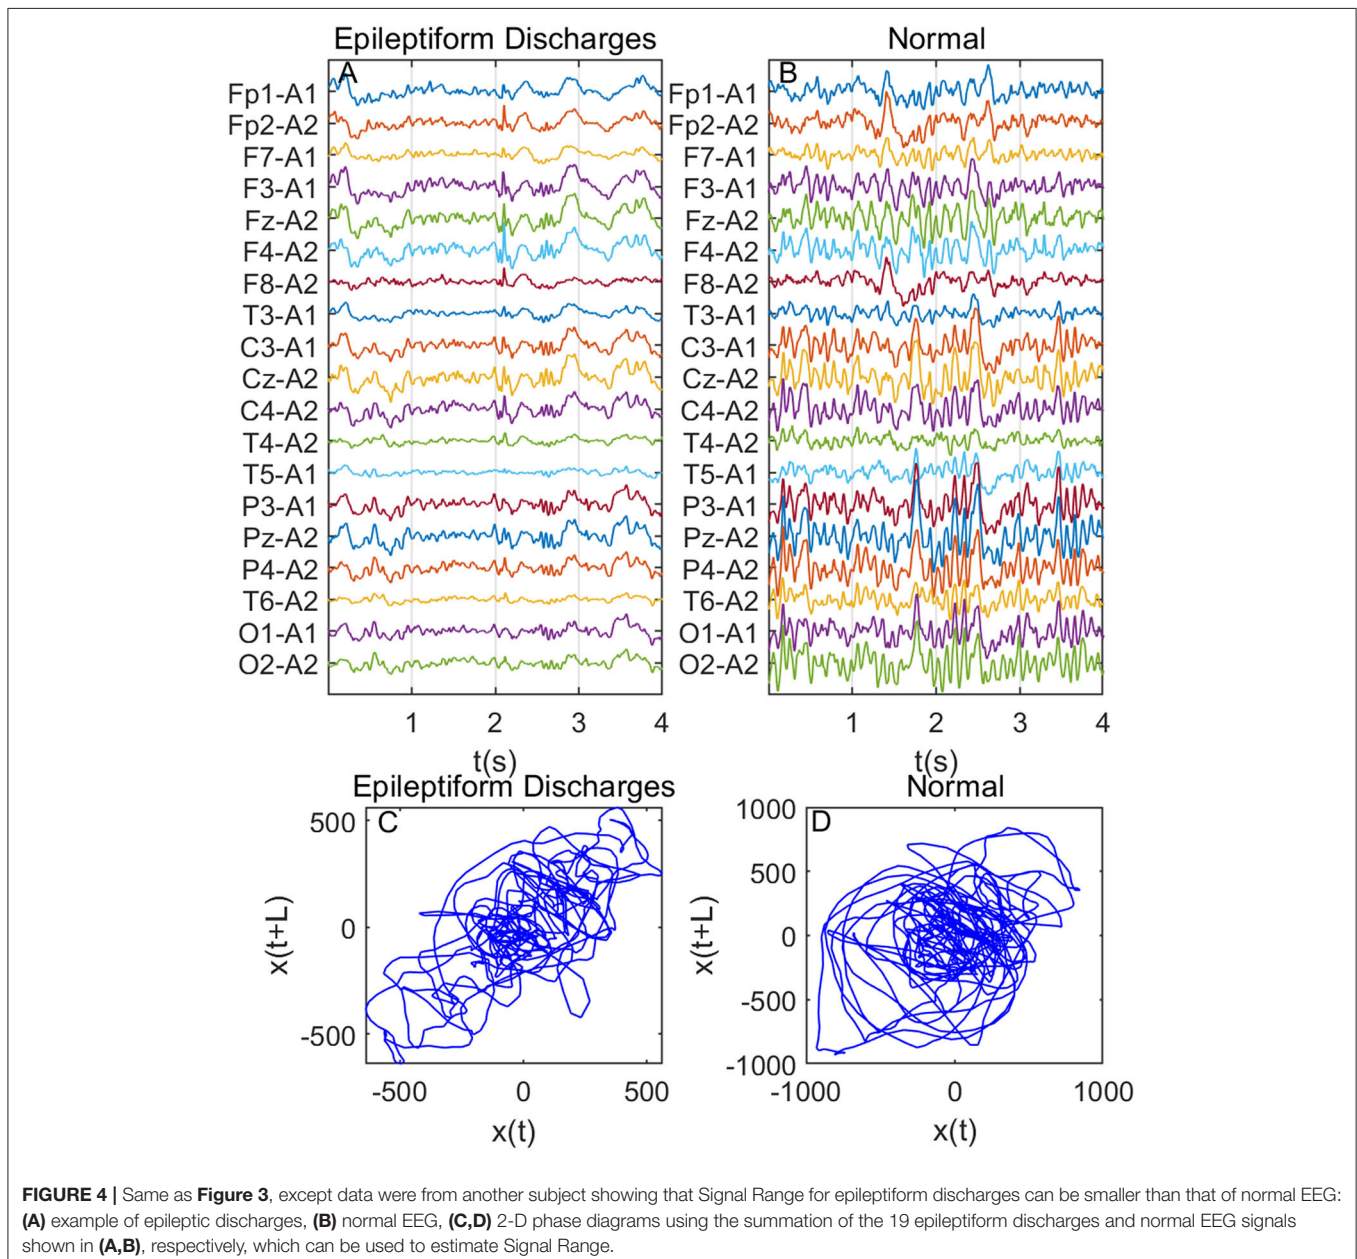 Epileptiform Discharges
Normal
A
B
Fp1-A1
Fp2-A2
F7-A1
F3-A1
Fz-A2
F4-A2
F8-A2
T3-A1
C3-A1
Cz-A2
C4-A2
T4-A2
T5-A1
P3-A1
Pz-A2
P4-A2
T6-A2
O1-A1
O2-A2
Fp1-A1
Fp2-A2
F7-A1
F3-A1
Fz-A2
F4-A2
F8-A2
T3-A1
C3-A1
Cz-A2
C4-A2
T4-A2
T5-A1
P3-A1
Pz-A2
P4-A2
T6-A2
O1-A1
O2-A2
1 2 3 4
1 2 3 4
t(s)
t(s)
Epileptiform Discharges
Normal
C
D
500
0
-500
x(t+L)
-500 0 500
x(t)
1000
500
0
-500
-1000
x(t+L)
-1000 0 1000
x(t)
FIGURE 4 | Same as Figure 3, except data were from another subject showing that Signal Range for epileptiform discharges can be smaller than that of normal EEG:
(A) example of epileptic discharges, (B) normal EEG, (C,D) 2-D phase diagrams using the summation of the 19 epileptiform discharges and normal EEG signals
shown in (A,B), respectively, which can be used to estimate Signal Range.